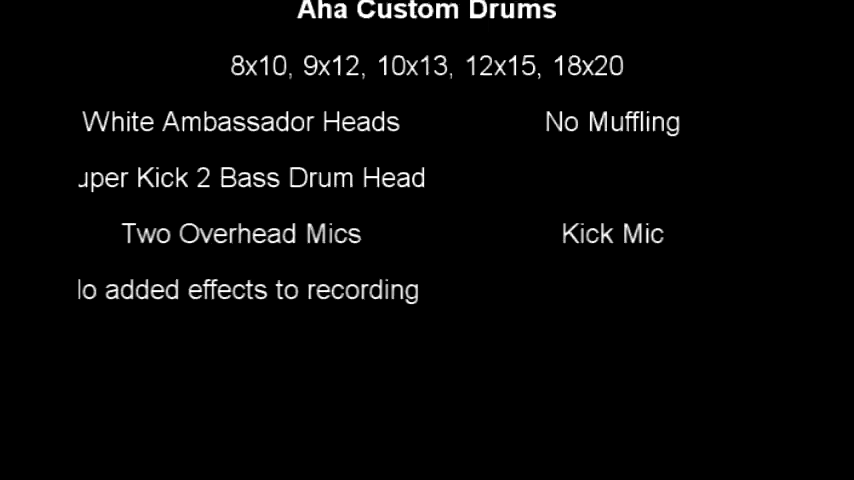 Aha Custom Drums
8x10, 9x12, 10x13, 12x15, 18x20
White Ambassador Heads No Muffling
uper Kick 2 Bass Drum Head
Two Overhead Mics Kick Mic
lo added effects to recording